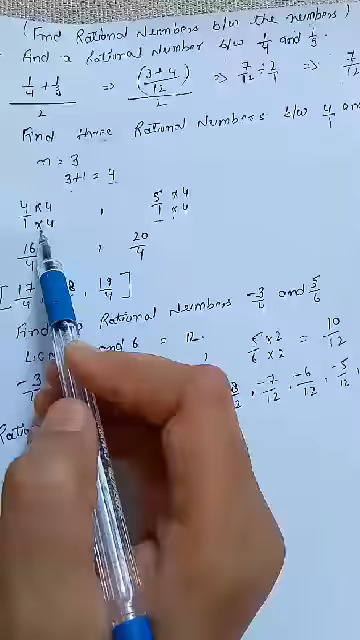 (Find Rational Numbers b/w the numbers)
Find a Rational Number b/w 1/4 and 1/3.
(1/4 + 1/3)/2 ⇒ ((3+4)/12)/2 ⇒ 7/12 ÷ 2/1 ⇒ 7/12
Find three Rational Numbers b/w 4/1 an
n = 3
3+1 = 4
4/1 ×4/×4 , 5/1 ×4/×4
16/4 , 20/4
[17/4, 18, 19/4]
Find Rational Numbers -3/4 and 5/6
L.C.M and 6 = 12. 5/6 ×2/×2 = 10/12
-3 , -7/12, -6/12, -5/12,
Ratio